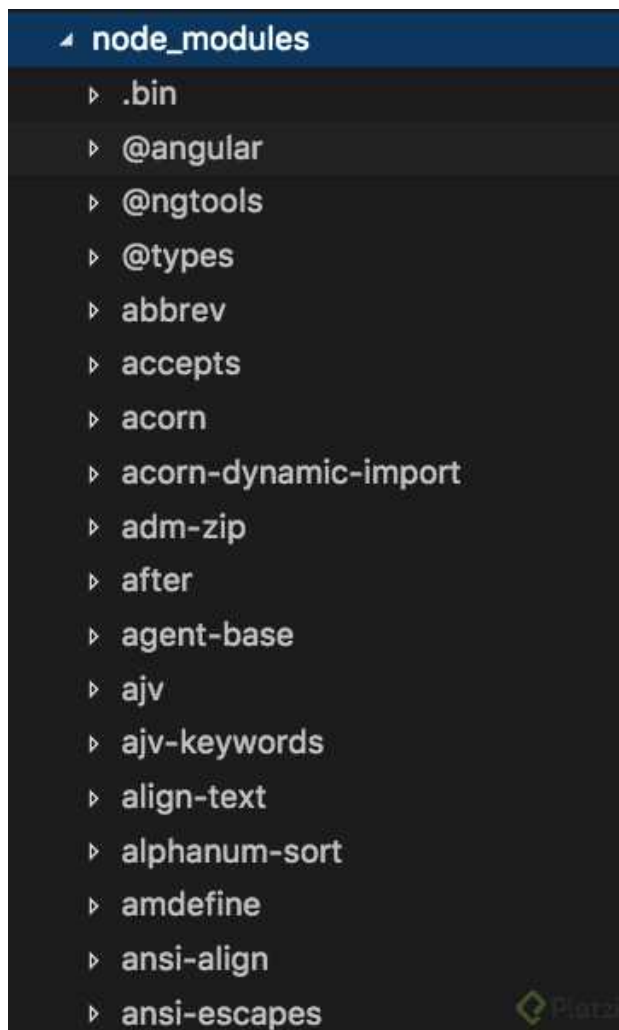 node_modules
.bin
@angular
@ngtools
@types
abbrev
accepts
acorn
acorn-dynamic-import
adm-zip
after
agent-base
ajv
ajv-keywords
align-text
alphanum-sort
amdefine
ansi-align
ansi-escapes
Platzi